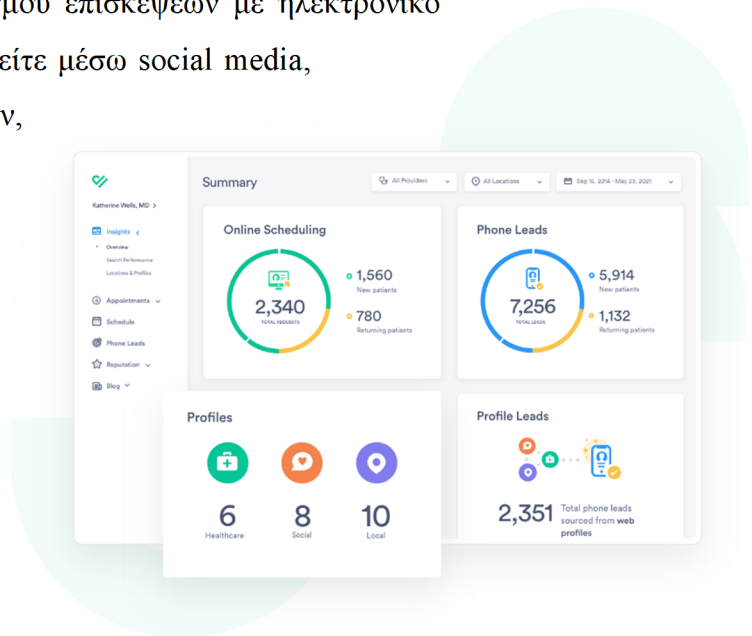 μού επισκέψεων με ηλεκτρονικό
είτε μέσω social media,
ν,
Summary
All Providers
All Locations
Sep 15, 2014 - May 23, 2021
Katherine Wells, MD
Insights
Overview
Search Performance
Locations & Profiles
Appointments
Schedule
Phone Leads
Reputation
Blog
Online Scheduling
2,340
TOTAL REQUESTS
1,560
New patients
780
Returning patients
Phone Leads
7,256
TOTAL LEADS
5,914
New patients
1,132
Returning patients
Profiles
6
Healthcare
8
Social
10
Local
Profile Leads
2,351
Total phone leads
sourced from web
profiles